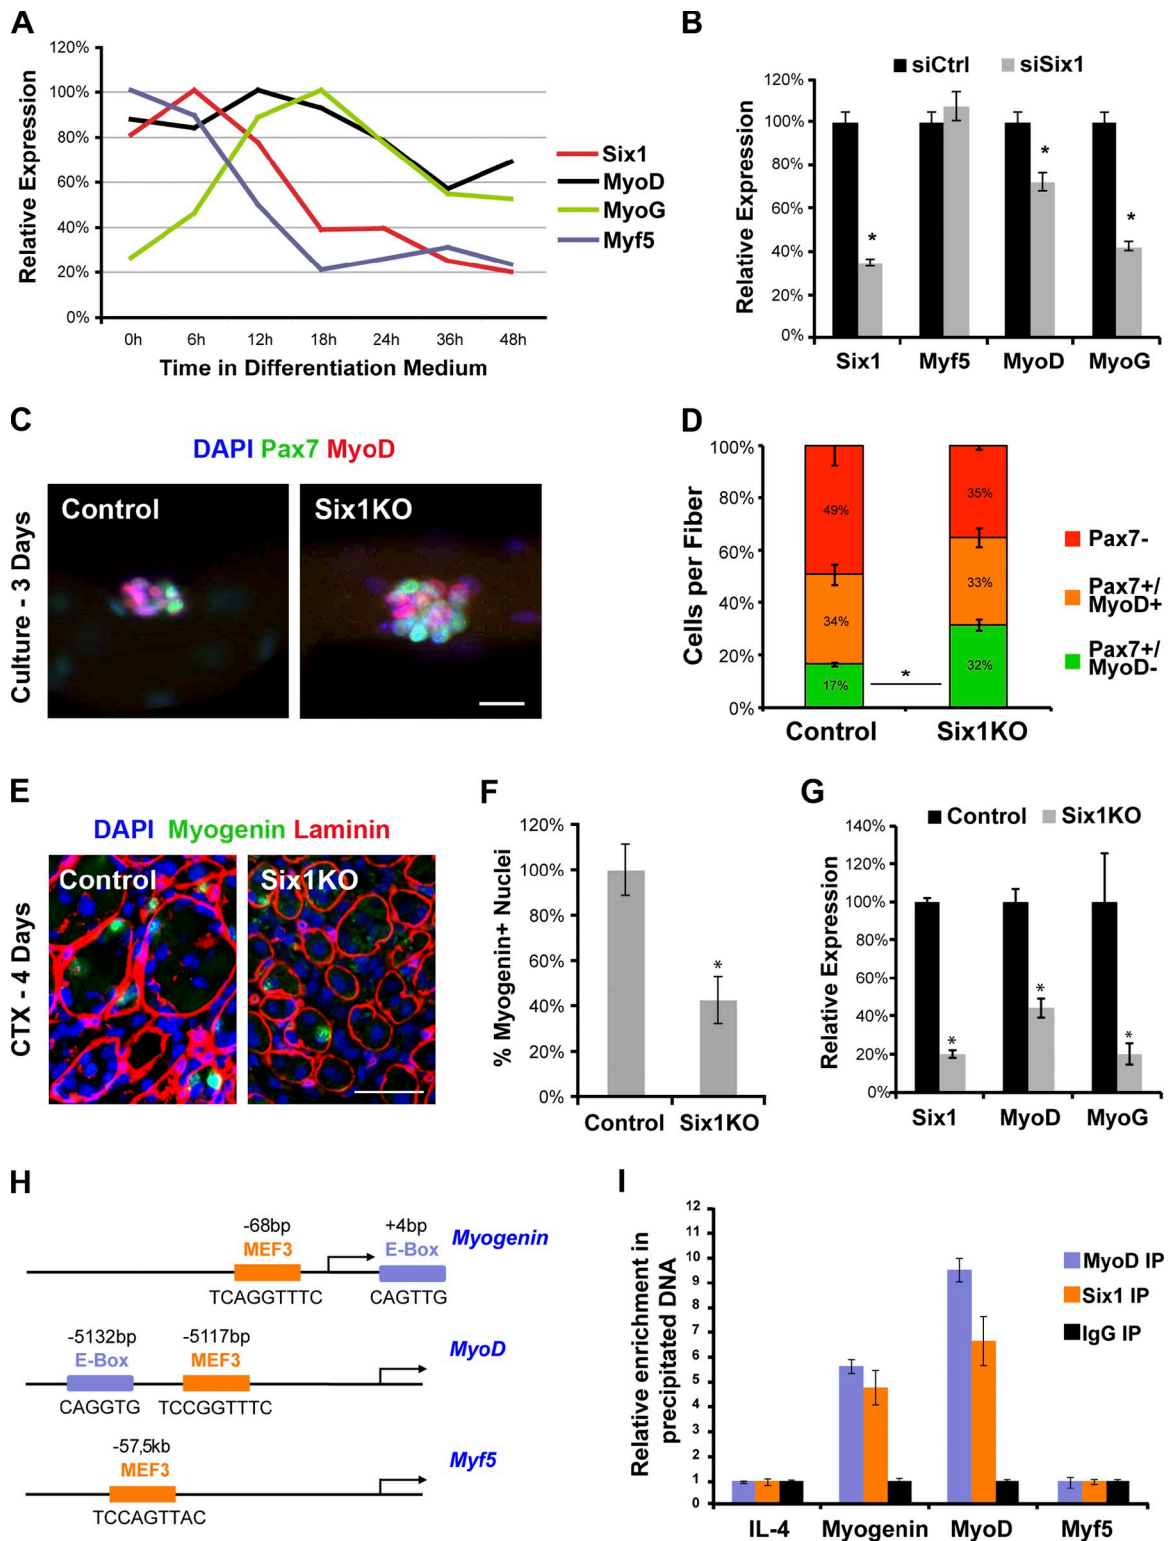 A
120%
100%
80%
60%
40%
20%
0%
Relative Expression
0h 6h 12h 18h 24h 36h 48h
Time in Differentiation Medium
Six1
MyoD
MyoG
Myf5
B
siCtrl siSix1
120%
100%
80%
60%
40%
20%
0%
Relative Expression
*
*
*
Six1 Myf5 MyoD MyoG
C
DAPI Pax7 MyoD
Culture - 3 Days
Control
Six1KO
D
100%
80%
60%
40%
20%
0%
Cells per Fiber
49%
34%
17%
*
35%
33%
32%
Control Six1KO
Pax7-
Pax7+/
MyoD+
Pax7+/
MyoD-
E
DAPI Myogenin Laminin
CTX - 4 Days
Control
Six1KO
F
120%
100%
80%
60%
40%
20%
0%
% Myogenin+ Nuclei
*
Control Six1KO
G
Control Six1KO
140%
120%
100%
80%
60%
40%
20%
0%
Relative Expression
*
*
*
Six1 MyoD MyoG
H
-68bp +4bp
MEF3 E-Box
Myogenin
TCAGGTTTC CAGTTG
-5132bp -5117bp
E-Box MEF3
MyoD
CAGGTG TCCGGTTTC
-57,5kb
MEF3
Myf5
TCCAGTTAC
I
12
11
10
9
8
7
6
5
4
3
2
1
0
Relative enrichment in
precipitated DNA
MyoD IP
Six1 IP
IgG IP
IL-4 Myogenin MyoD Myf5